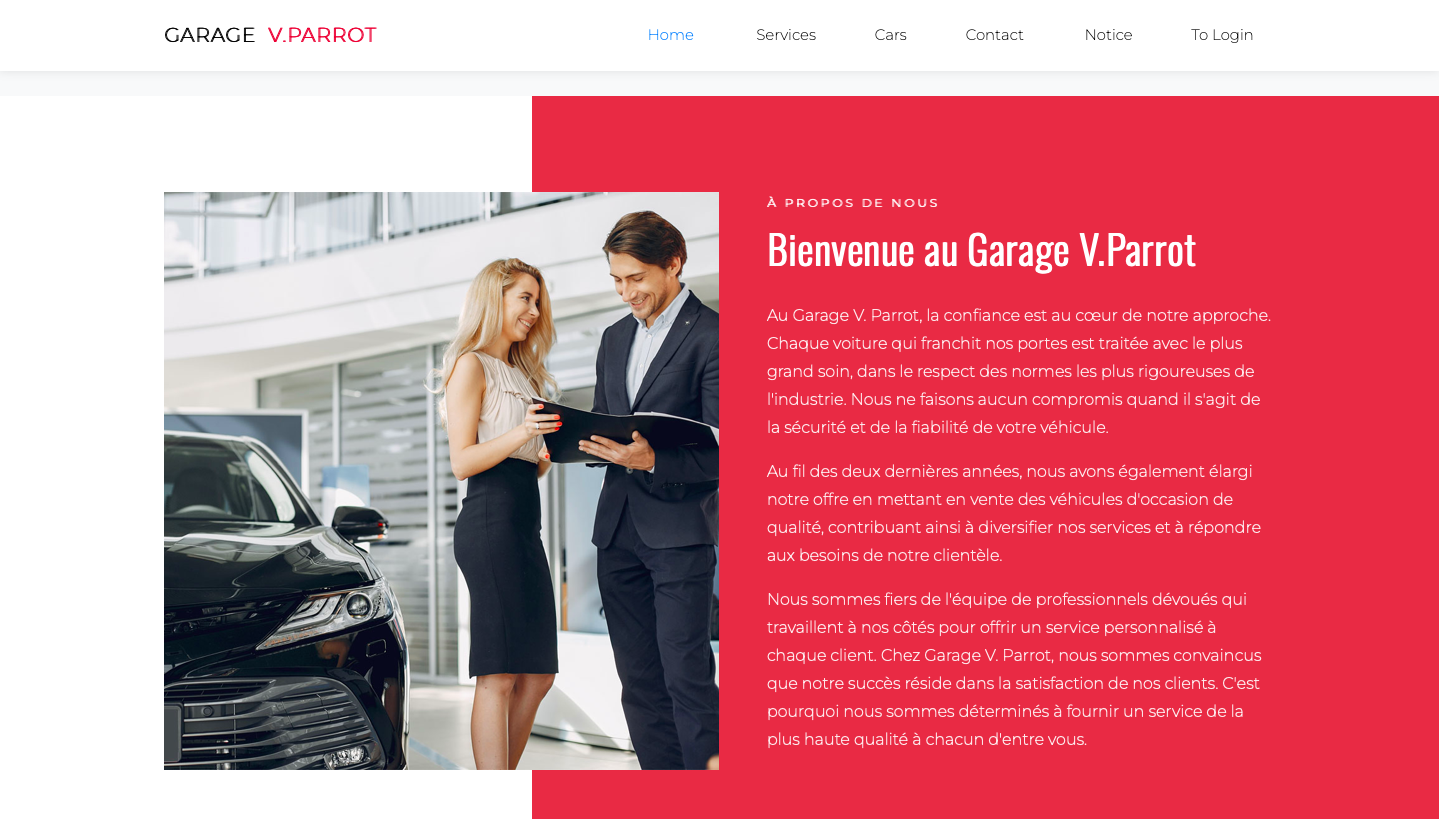 GARAGE V.PARROT
Home Services Cars Contact Notice To Login
À PROPOS DE NOUS
Bienvenue au Garage V.Parrot
Au Garage V. Parrot, la confiance est au cœur de notre approche.
Chaque voiture qui franchit nos portes est traitée avec le plus
grand soin, dans le respect des normes les plus rigoureuses de
l'industrie. Nous ne faisons aucun compromis quand il s'agit de
la sécurité et de la fiabilité de votre véhicule.
Au fil des deux dernières années, nous avons également élargi
notre offre en mettant en vente des véhicules d'occasion de
qualité, contribuant ainsi à diversifier nos services et à répondre
aux besoins de notre clientèle.
Nous sommes fiers de l'équipe de professionnels dévoués qui
travaillent à nos côtés pour offrir un service personnalisé à
chaque client. Chez Garage V. Parrot, nous sommes convaincus
que notre succès réside dans la satisfaction de nos clients. C'est
pourquoi nous sommes déterminés à fournir un service de la
plus haute qualité à chacun d'entre vous.